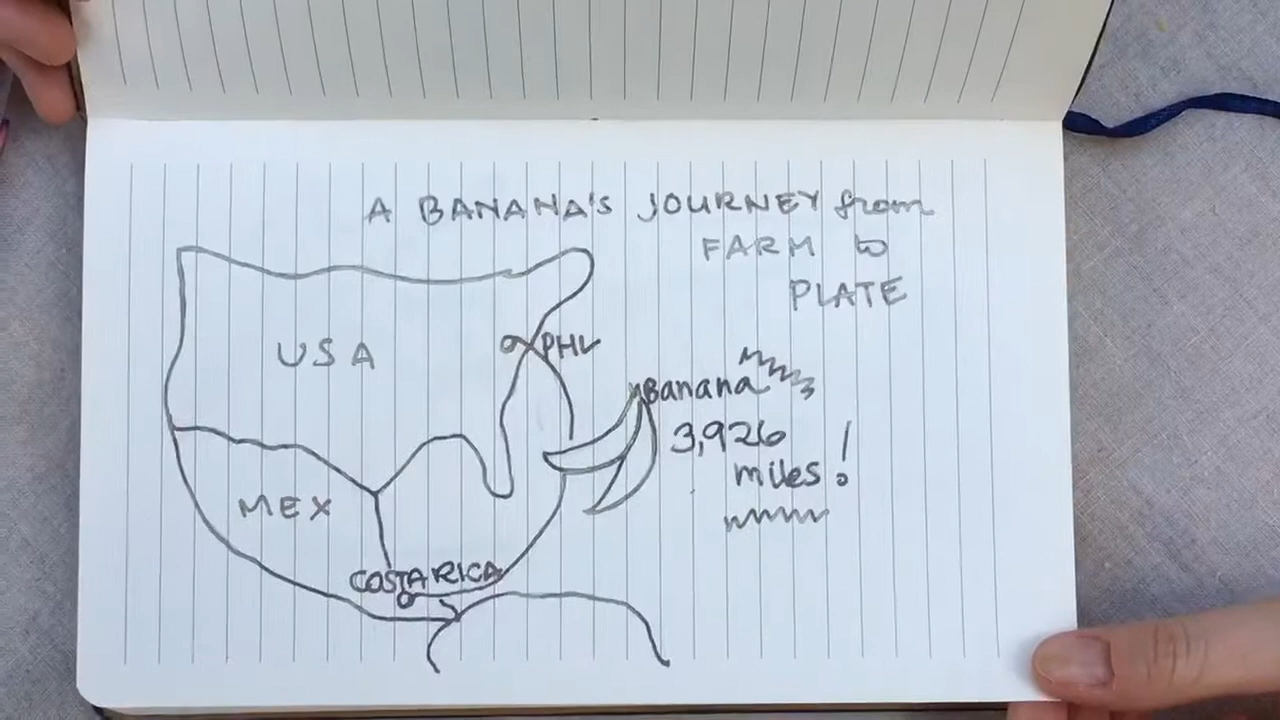 A BANANA'S JOURNEY from
FARM to
PLATE
USA
PHL
Banana
3,926
miles!
MEX
COSTA RICA